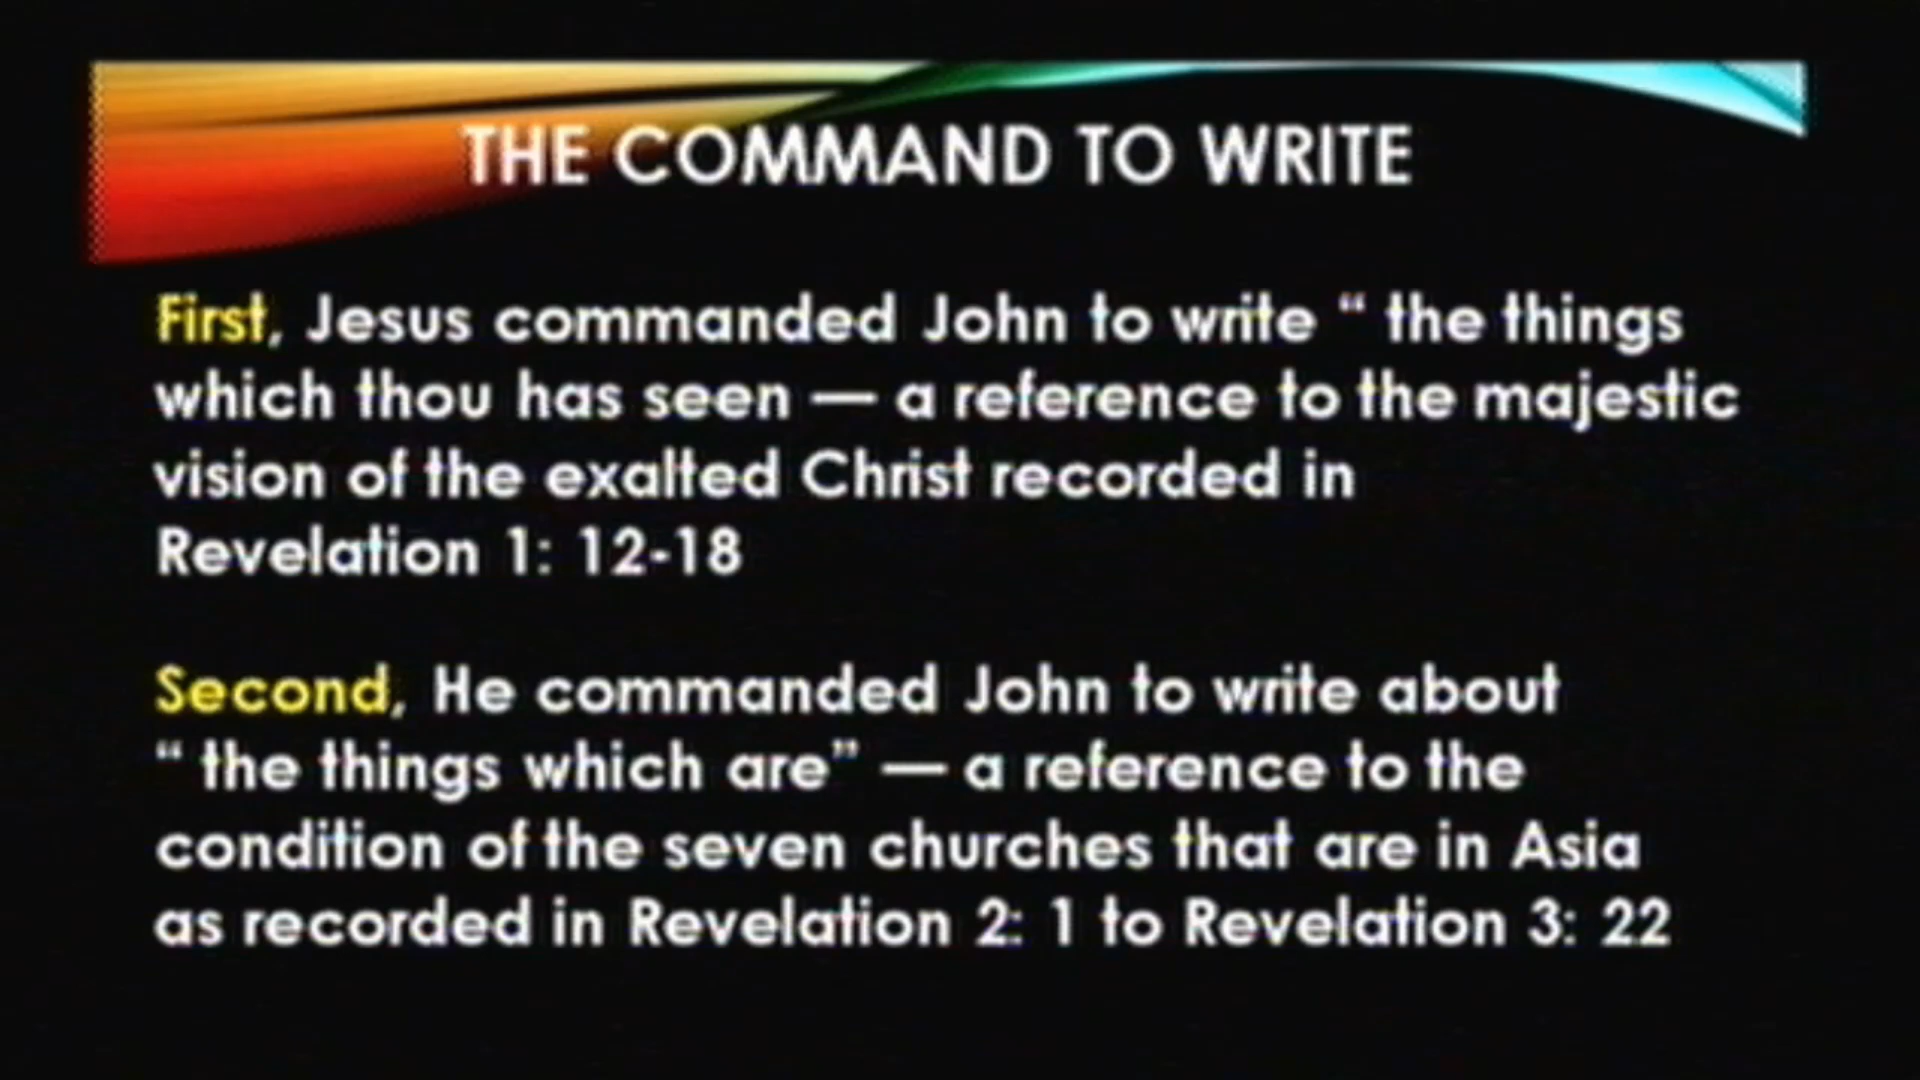 THE COMMAND TO WRITE
First, Jesus commanded John to write “ the things
which thou has seen — a reference to the majestic
vision of the exalted Christ recorded in
Revelation 1: 12-18
Second, He commanded John to write about
“ the things which are” — a reference to the
condition of the seven churches that are in Asia
as recorded in Revelation 2: 1 to Revelation 3: 22